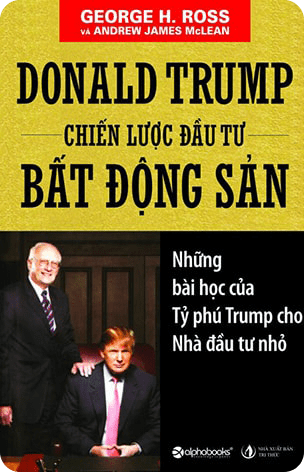 GEORGE H. ROSS
VÀ ANDREW JAMES McLEAN
DONALD TRUMP
CHIẾN LƯỢC ĐẦU TƯ
BẤT ĐỘNG SẢN
Những
bài học của
Tỷ phú Trump cho
Nhà đầu tư nhỏ
alphabooks
NHÀ XUẤT BẢN
TRI THỨC